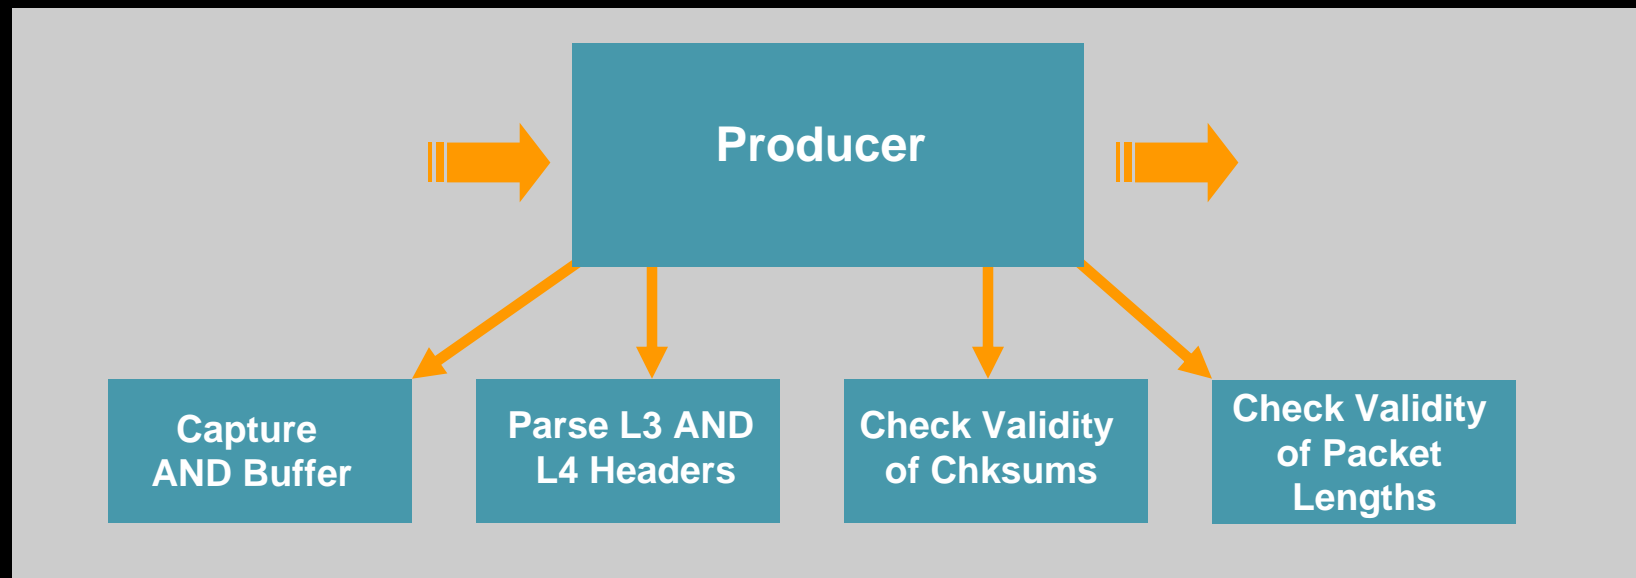 Producer
Capture
AND Buffer
Parse L3 AND
L4 Headers
Check Validity
of Chksums
Check Validity
of Packet
Lengths